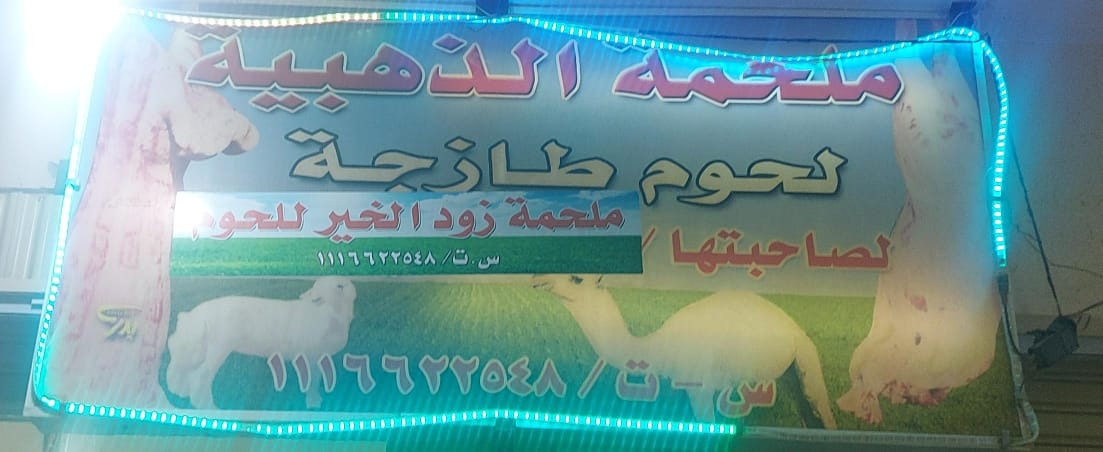 ملحمة الذهبية
لحوم طازجة
لصاحبتها /
ملحمة زود الخير للحوم
س.ت/ ١١١٦٦٢٢٥٤٨
س - ت / ١١١٦٦٢٢٥٤٨